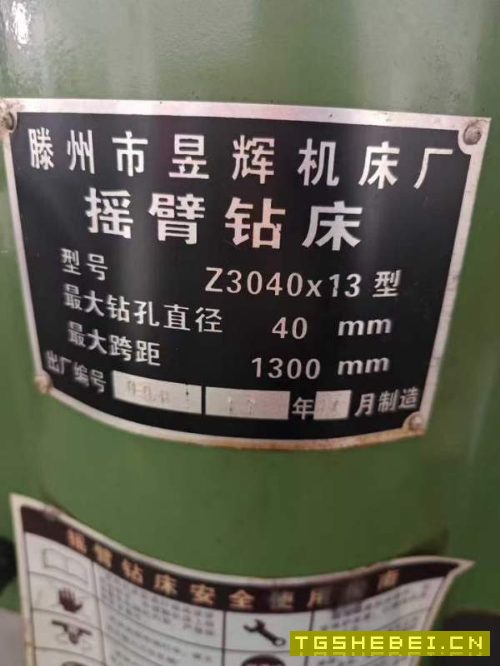 滕州市昱辉机床厂
摇臂钻床
型号 Z3040x13 型
最大钻孔直径 40 mm
最大跨距 1300 mm
出厂编号 年 月制造
摇臂钻床安全使用
TGSHEBEI.CN